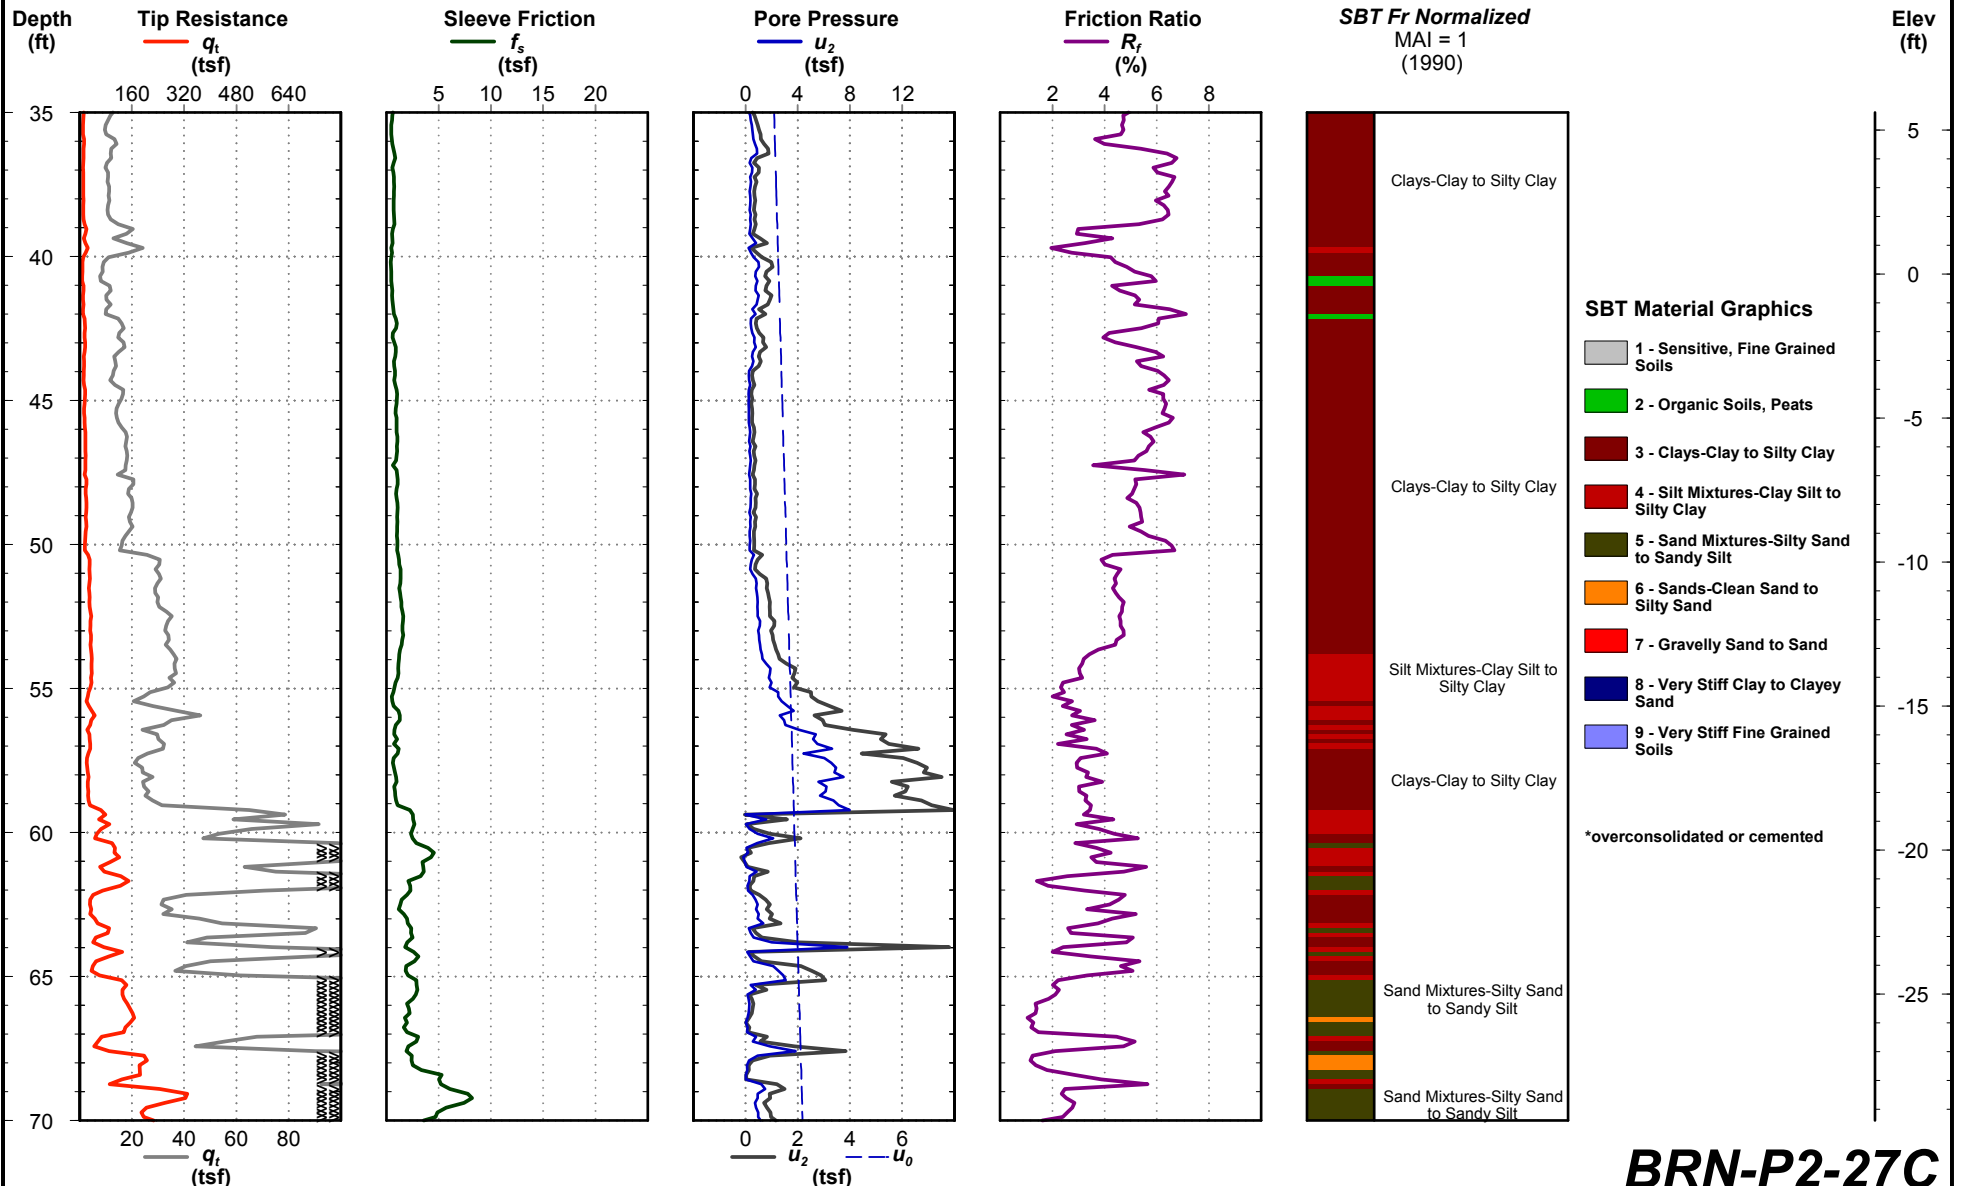 Depth
(ft)
Tip Resistance
qt
(tsf)
160 320 480 640
Sleeve Friction
fs
(tsf)
5 10 15 20
Pore Pressure
u2
(tsf)
0 4 8 12
Friction Ratio
Rf
(%)
2 4 6 8
SBT Fr Normalized
MAI = 1
(1990)
Elev
(ft)
35
40
45
50
55
60
65
70
Clays-Clay to Silty Clay
Clays-Clay to Silty Clay
Silt Mixtures-Clay Silt to
Silty Clay
Clays-Clay to Silty Clay
Sand Mixtures-Silty Sand
to Sandy Silt
Sand Mixtures-Silty Sand
to Sandy Silt
SBT Material Graphics
1 - Sensitive, Fine Grained
Soils
2 - Organic Soils, Peats
3 - Clays-Clay to Silty Clay
4 - Silt Mixtures-Clay Silt to
Silty Clay
5 - Sand Mixtures-Silty Sand
to Sandy Silt
6 - Sands-Clean Sand to
Silty Sand
7 - Gravelly Sand to Sand
8 - Very Stiff Clay to Clayey
Sand
9 - Very Stiff Fine Grained
Soils
*overconsolidated or cemented
5
0
-5
-10
-15
-20
-25
20 40 60 80
qt
(tsf)
0 2 4 6
u2 u0
(tsf)
BRN-P2-27C